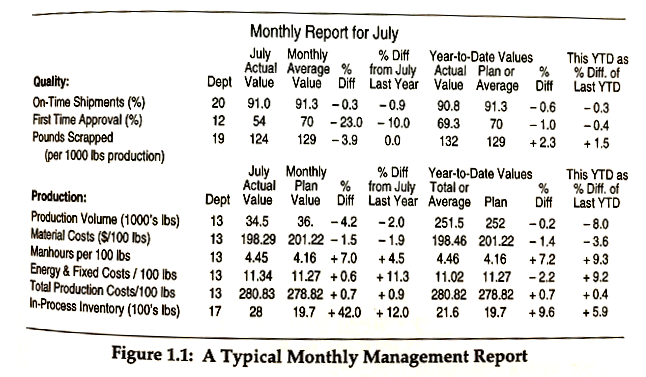 Monthly Report for July
July Monthly % Diff Year-to-Date Values This YTD as
Actual Average % from July Actual Plan or % % Diff. of
Quality: Dept Value Value Diff Last Year Value Average Diff Last YTD
On-Time Shipments (%) 20 91.0 91.3 - 0.3 - 0.9 90.8 91.3 - 0.6 - 0.3
First Time Approval (%) 12 54 70 - 23.0 - 10.0 69.3 70 - 1.0 - 0.4
Pounds Scrapped 19 124 129 - 3.9 0.0 132 129 + 2.3 + 1.5
(per 1000 lbs production)
July Monthly % Diff Year-to-Date Values This YTD as
Actual Plan % from July Total or % % Diff. of
Production: Dept Value Value Diff Last Year Average Plan Diff Last YTD
Production Volume (1000's lbs) 13 34.5 36. - 4.2 - 2.0 251.5 252 - 0.2 - 8.0
Material Costs ($/100 lbs) 13 198.29 201.22 - 1.5 - 1.9 198.46 201.22 - 1.4 - 3.6
Manhours per 100 lbs 13 4.45 4.16 + 7.0 + 4.5 4.46 4.16 + 7.2 + 9.3
Energy & Fixed Costs / 100 lbs 13 11.34 11.27 + 0.6 + 11.3 11.02 11.27 - 2.2 + 9.2
Total Production Costs/100 lbs 13 280.83 278.82 + 0.7 + 0.9 280.82 278.82 + 0.7 + 0.4
In-Process Inventory (100's lbs) 17 28 19.7 + 42.0 + 12.0 21.6 19.7 + 9.6 + 5.9
Figure 1.1: A Typical Monthly Management Report